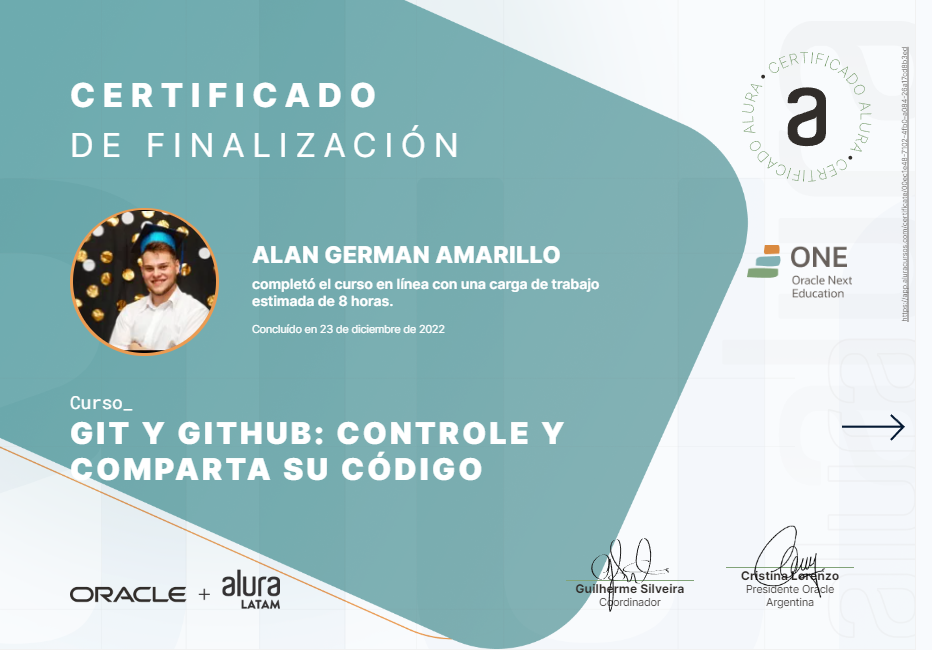 CERTIFICADO
DE FINALIZACIÓN
ALAN GERMAN AMARILLO
completó el curso en línea con una carga de trabajo
estimada de 8 horas.
Concluído en 23 de diciembre de 2022
Curso_
GIT Y GITHUB: CONTROLE Y
COMPARTA SU CÓDIGO
ORACLE + alura
LATAM
CERTIFICADO ALURA • CERTIFICADO ALURA •
a
ONE
Oracle Next
Education
Guilherme Silveira
Coordinador
Cristina Lorenzo
Presidente Oracle
Argentina
alura